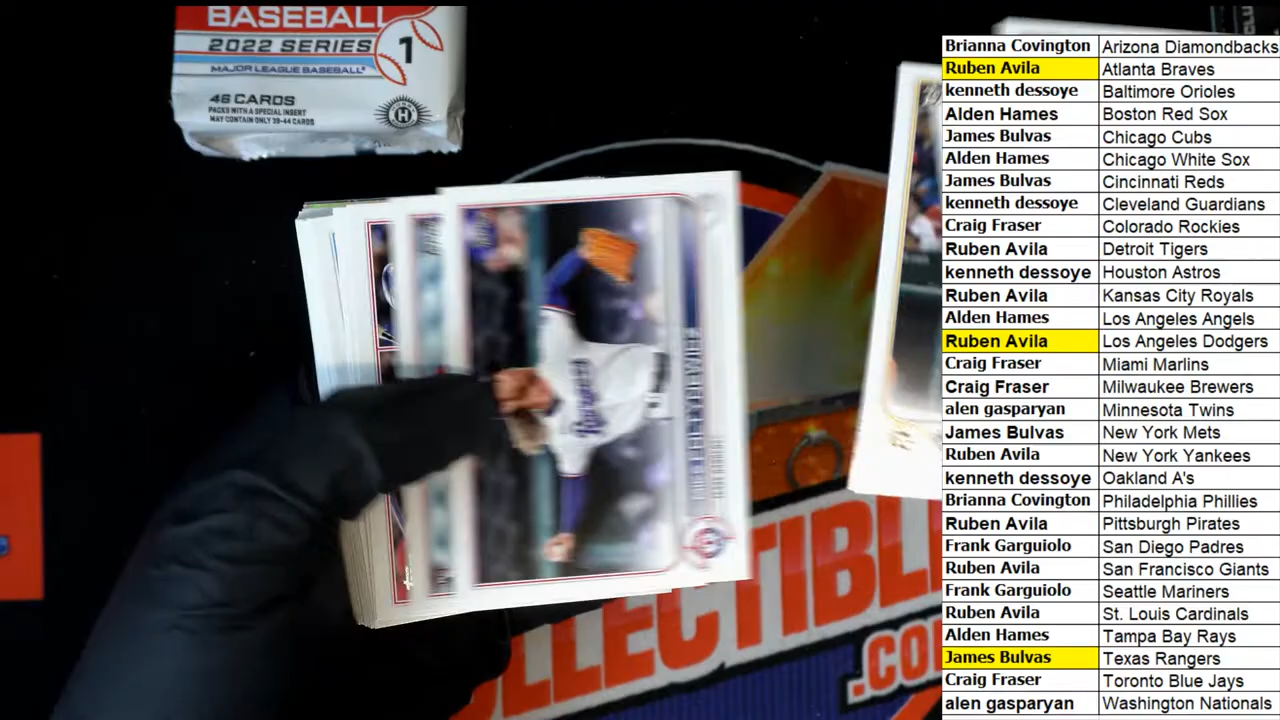 BASEBALL
2022 SERIES 1
MAJOR LEAGUE BASEBALL
46 CARDS
PACKS WITH A SPECIAL INSERT
MAY CONTAIN ONLY 39-44 CARDS
H
Rangers
LLECTIBL
.CO
Brianna Covington Arizona Diamondbacks
Ruben Avila Atlanta Braves
kenneth dessoye Baltimore Orioles
Alden Hames Boston Red Sox
James Bulvas Chicago Cubs
Alden Hames Chicago White Sox
James Bulvas Cincinnati Reds
kenneth dessoye Cleveland Guardians
Craig Fraser Colorado Rockies
Ruben Avila Detroit Tigers
kenneth dessoye Houston Astros
Ruben Avila Kansas City Royals
Alden Hames Los Angeles Angels
Ruben Avila Los Angeles Dodgers
Craig Fraser Miami Marlins
Craig Fraser Milwaukee Brewers
alen gasparyan Minnesota Twins
James Bulvas New York Mets
Ruben Avila New York Yankees
kenneth dessoye Oakland A's
Brianna Covington Philadelphia Phillies
Ruben Avila Pittsburgh Pirates
Frank Garguiolo San Diego Padres
Ruben Avila San Francisco Giants
Frank Garguiolo Seattle Mariners
Ruben Avila St. Louis Cardinals
Alden Hames Tampa Bay Rays
James Bulvas Texas Rangers
Craig Fraser Toronto Blue Jays
alen gasparyan Washington Nationals